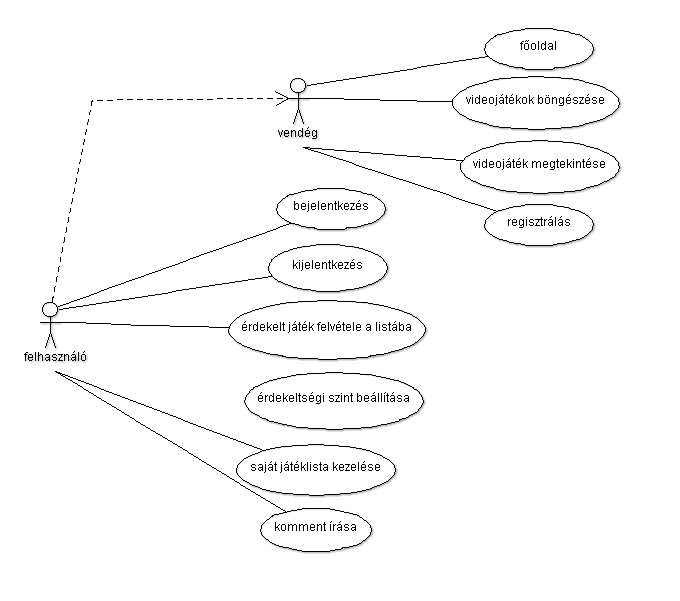 főoldal
videojátékok böngészése
vendég
videojáték megtekintése
regisztrálás
bejelentkezés
kijelentkezés
érdekelt játék felvétele a listába
felhasználó
érdekeltségi szint beállítása
saját játéklista kezelése
komment írása